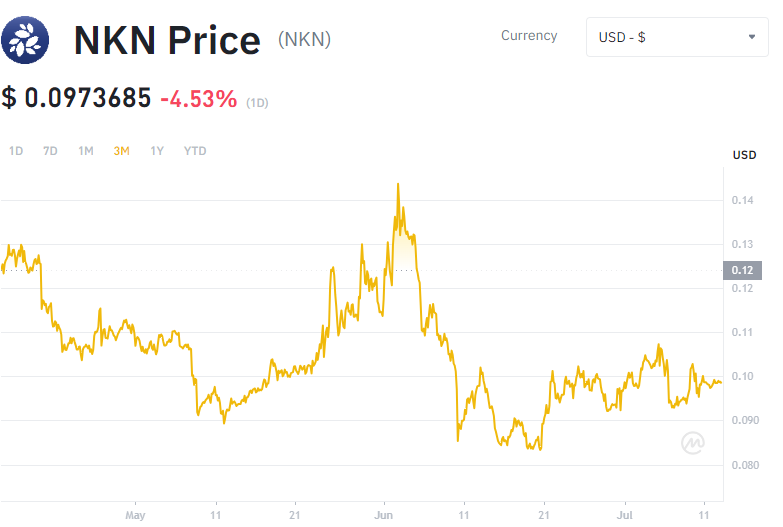 NKN Price (NKN)
Currency
USD - $
$ 0.0973685 -4.53% (1D)
1D 7D 1M 3M 1Y YTD
USD
0.14
0.13
0.12
0.12
0.11
0.10
0.090
0.080
May 11 21 Jun 11 21 Jul 11